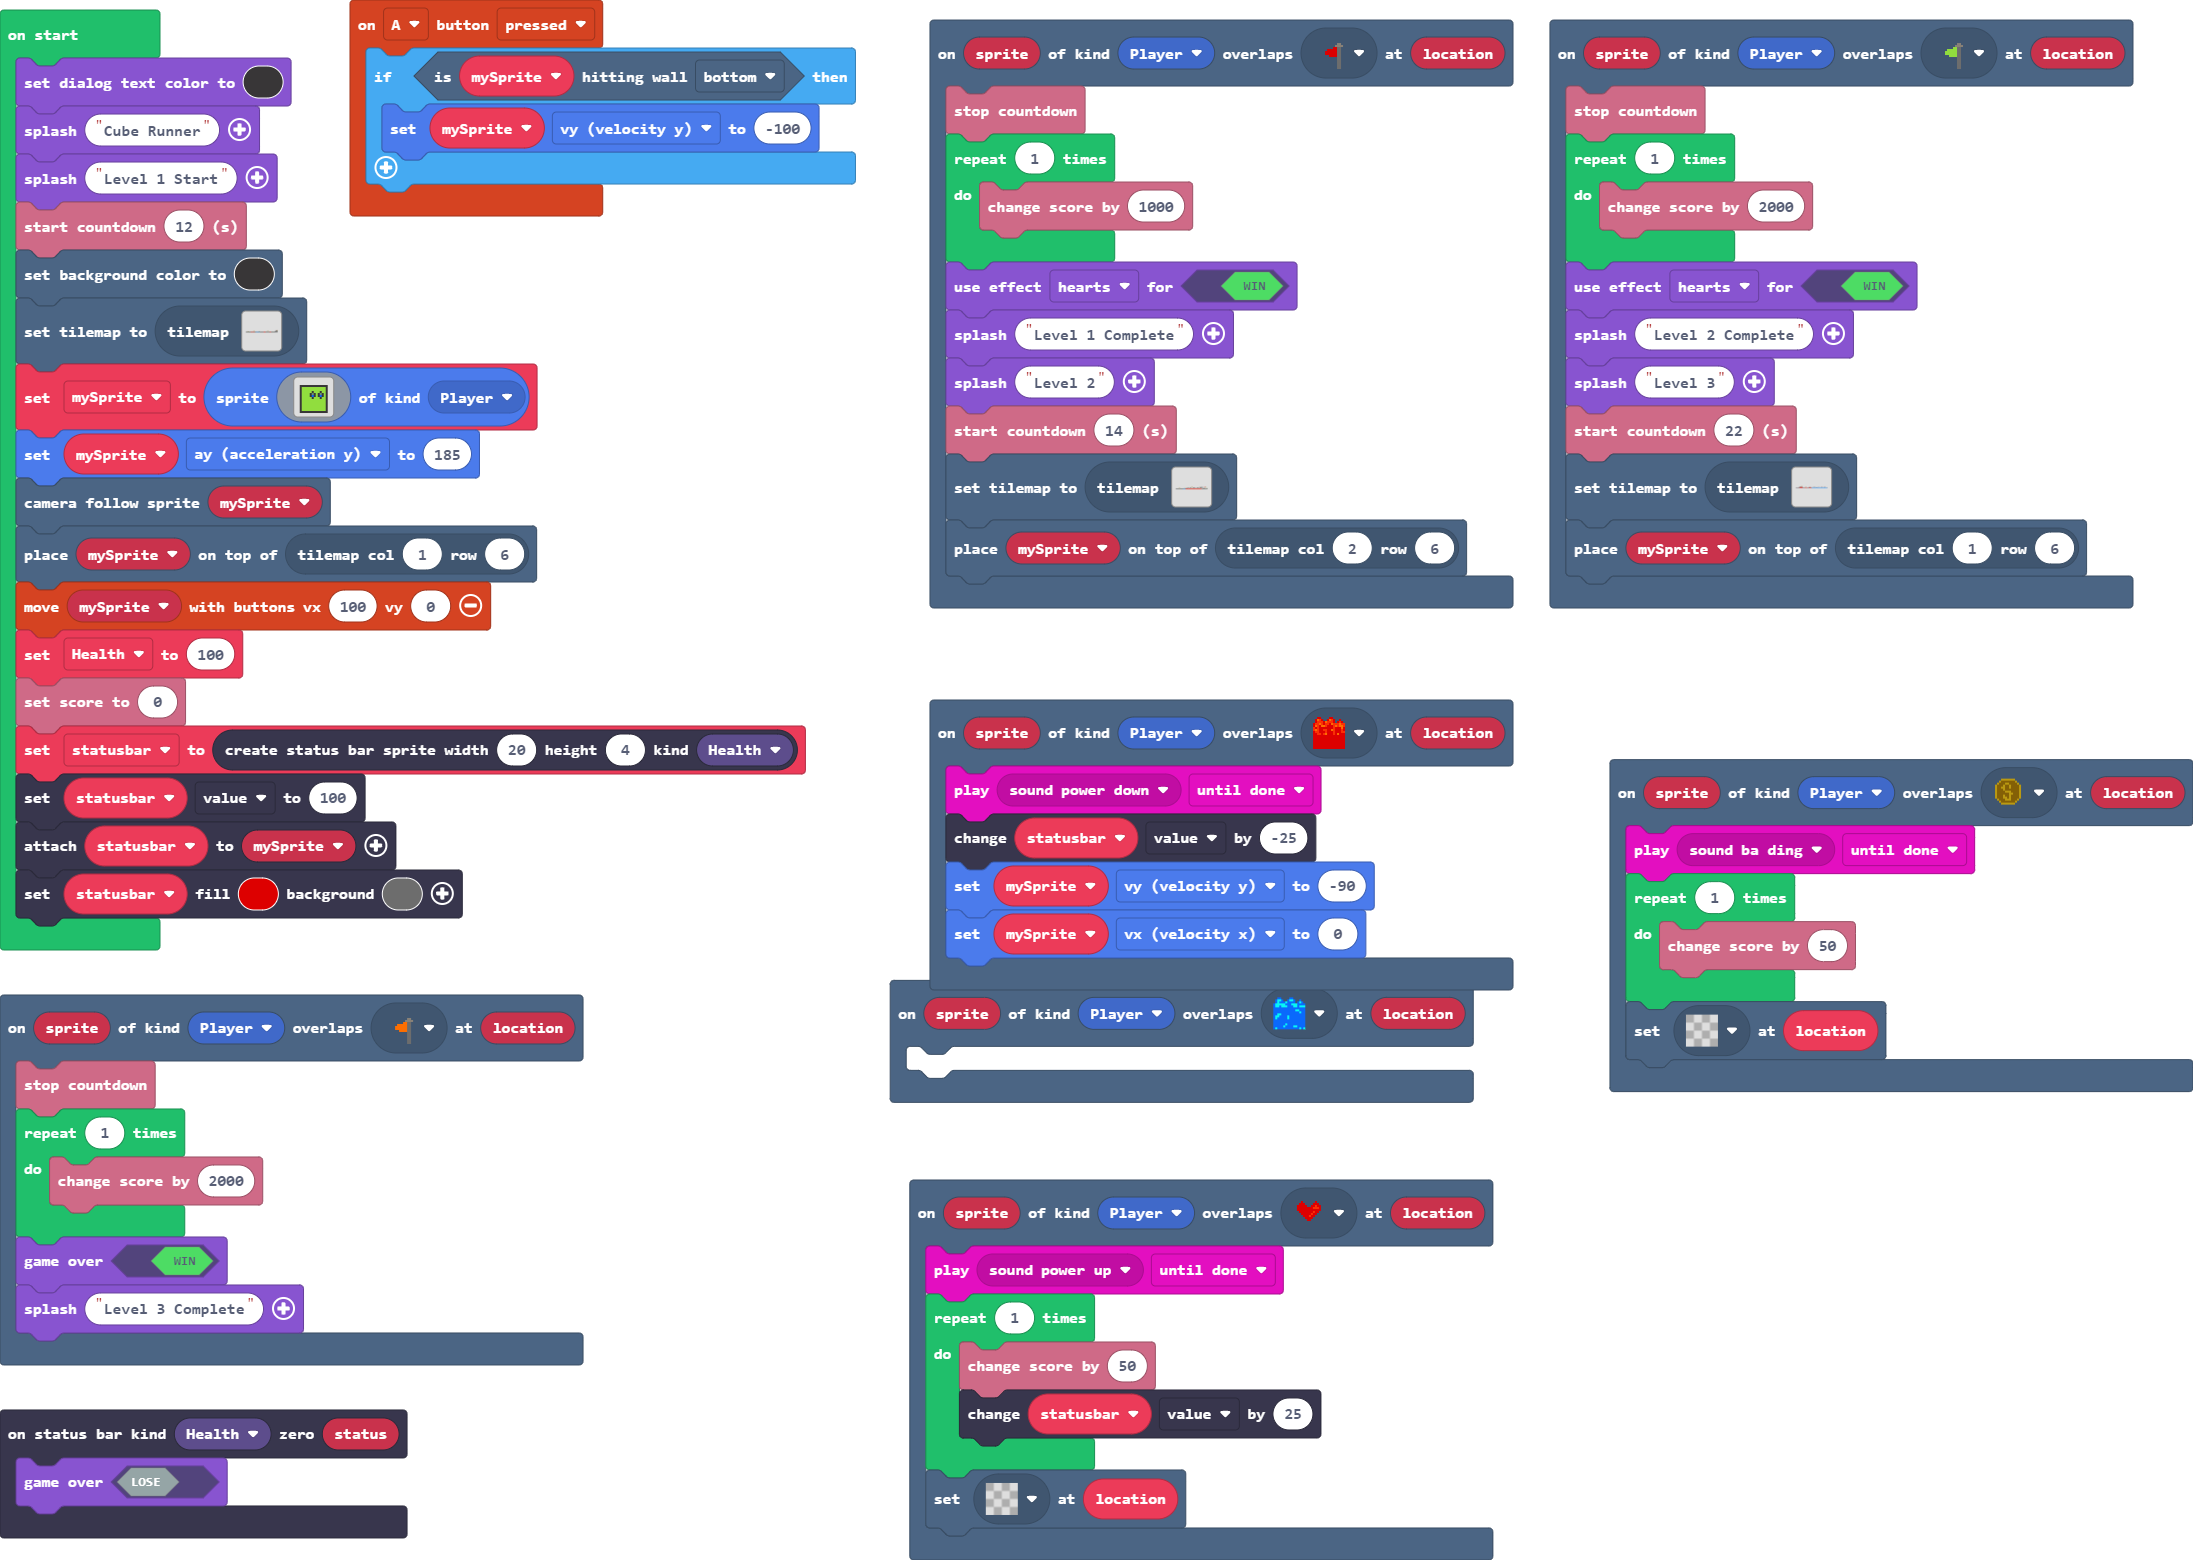 on start
set dialog text color to
splash "Cube Runner"
splash "Level 1 Start"
start countdown 12 (s)
set background color to
set tilemap to tilemap
set mySprite to sprite of kind Player
set mySprite ay (acceleration y) to 185
camera follow sprite mySprite
place mySprite on top of tilemap col 1 row 6
move mySprite with buttons vx 100 vy 0
set Health to 100
set score to 0
set statusbar to create status bar sprite width 20 height 4 kind Health
set statusbar value to 100
attach statusbar to mySprite
set statusbar fill background
on A button pressed
if is mySprite hitting wall bottom then
set mySprite vy (velocity y) to -100
on sprite of kind Player overlaps at location
stop countdown
repeat 1 times
do change score by 1000
use effect hearts for WIN
splash "Level 1 Complete"
splash "Level 2"
start countdown 14 (s)
set tilemap to tilemap
place mySprite on top of tilemap col 2 row 6
on sprite of kind Player overlaps at location
stop countdown
repeat 1 times
do change score by 2000
use effect hearts for WIN
splash "Level 2 Complete"
splash "Level 3"
start countdown 22 (s)
set tilemap to tilemap
place mySprite on top of tilemap col 1 row 6
on sprite of kind Player overlaps at location
play sound power down until done
change statusbar value by -25
set mySprite vy (velocity y) to -90
set mySprite vx (velocity x) to 0
on sprite of kind Player overlaps at location
on sprite of kind Player overlaps at location
play sound ba ding until done
repeat 1 times
do change score by 50
set at location
on sprite of kind Player overlaps at location
stop countdown
repeat 1 times
do change score by 2000
game over WIN
splash "Level 3 Complete"
on sprite of kind Player overlaps at location
play sound power up until done
repeat 1 times
do change score by 50
change statusbar value by 25
set at location
on status bar kind Health zero status
game over LOSE